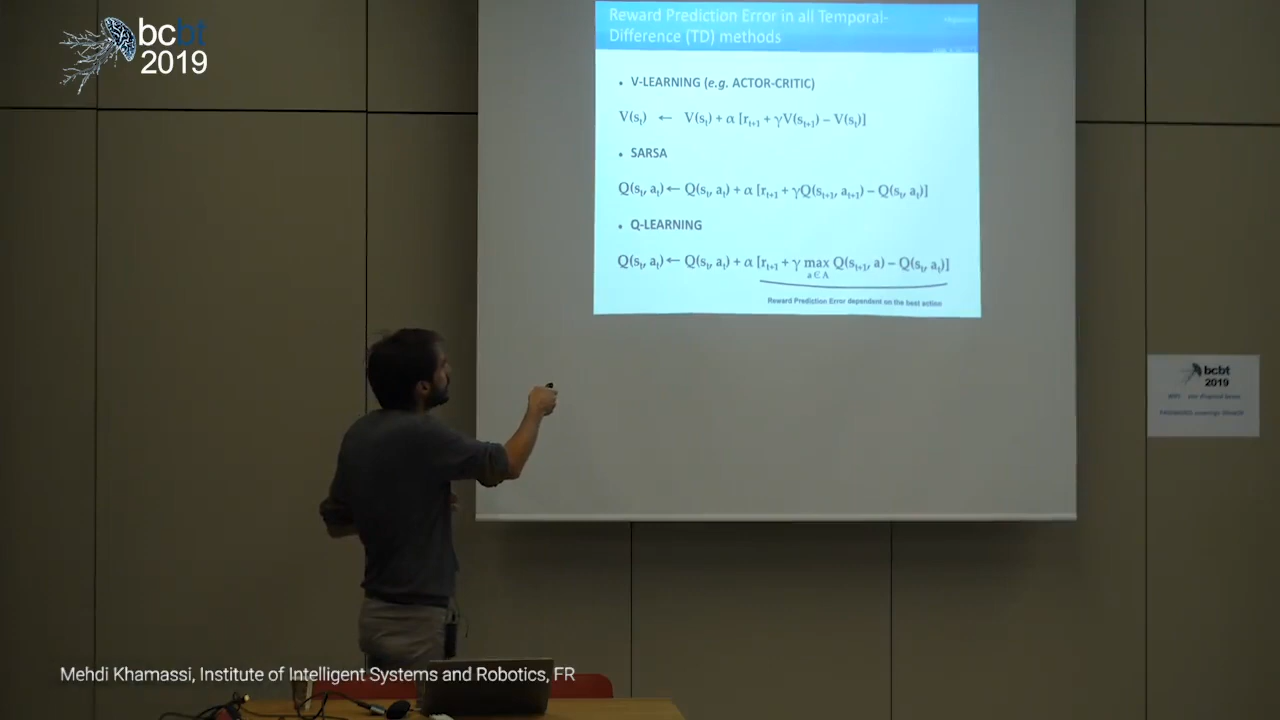 bcbt
2019
Reward Prediction Error in all Temporal-
Difference (TD) methods
• V-LEARNING (e.g. ACTOR-CRITIC)
V(sₜ) ← V(sₜ) + α [rₜ₊₁ + γV(sₜ₊₁) – V(sₜ)]
• SARSA
Q(sₜ, aₜ) ← Q(sₜ, aₜ) + α [rₜ₊₁ + γQ(sₜ₊₁, aₜ₊₁) – Q(sₜ, aₜ)]
• Q-LEARNING
Q(sₜ, aₜ) ← Q(sₜ, aₜ) + α [rₜ₊₁ + γ max Q(sₜ₊₁, a) – Q(sₜ, aₜ)]
a∈A
Reward Prediction Error dependent on the best action
bcbt
2019
Mehdi Khamassi, Institute of Intelligent Systems and Robotics, FR